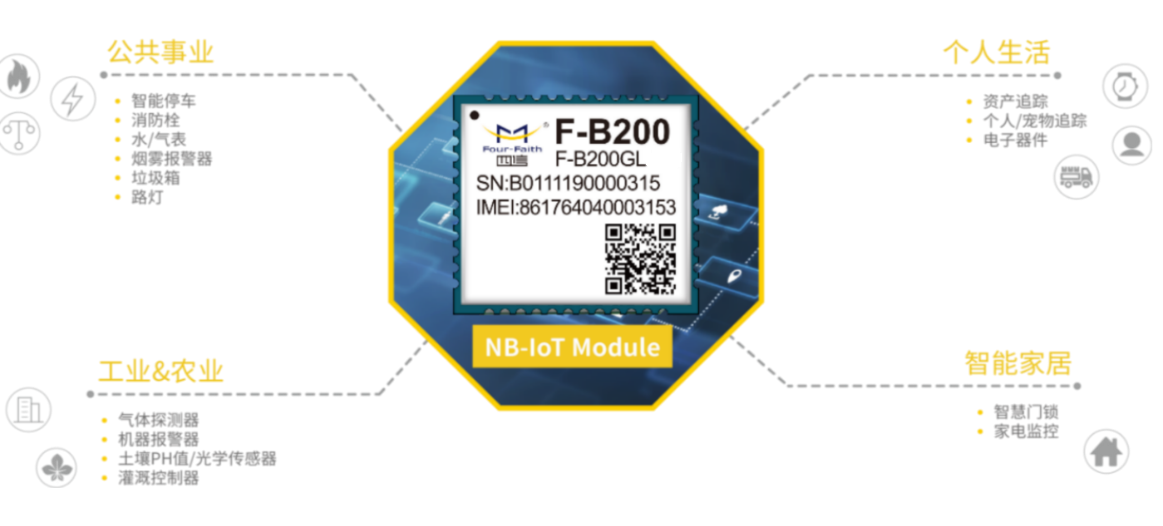 公共事业
智能停车
消防栓
水/气表
烟雾报警器
垃圾箱
路灯
个人生活
资产追踪
个人/宠物追踪
电子器件
Four-Faith
四信
®
F-B200
F-B200GL
SN:B0111190000315
IMEI:861764040003153
NB-IoT Module
工业&农业
气体探测器
机器报警器
土壤PH值/光学传感器
灌溉控制器
智能家居
智慧门锁
家电监控